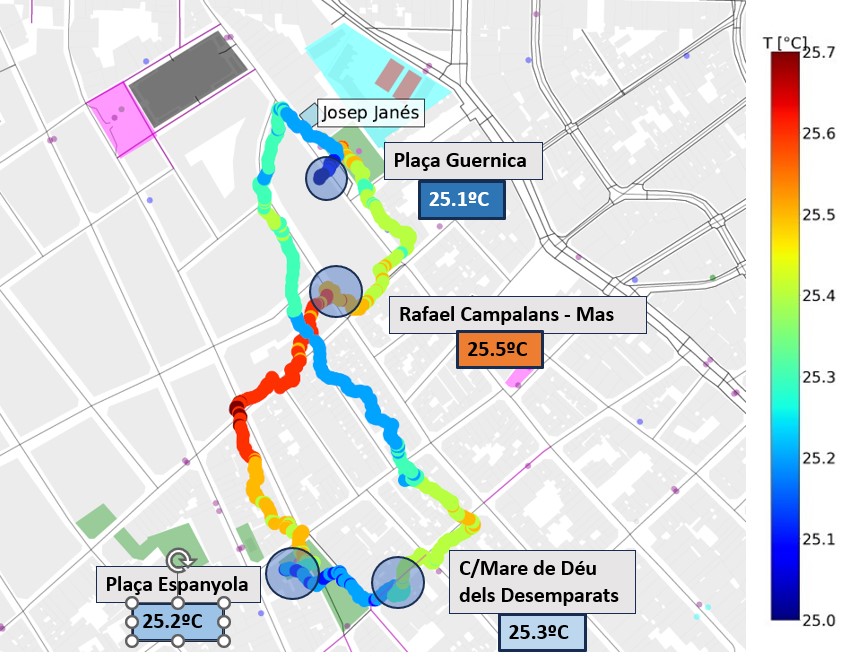 T [°C]
25.7
Josep Janés
25.6
Plaça Guernica
25.1ºC
25.5
25.4
Rafael Campalans - Mas
25.5ºC
25.3
25.2
25.1
C/Mare de Déu
dels Desemparats
Plaça Espanyola
25.2ºC
25.3ºC
25.0